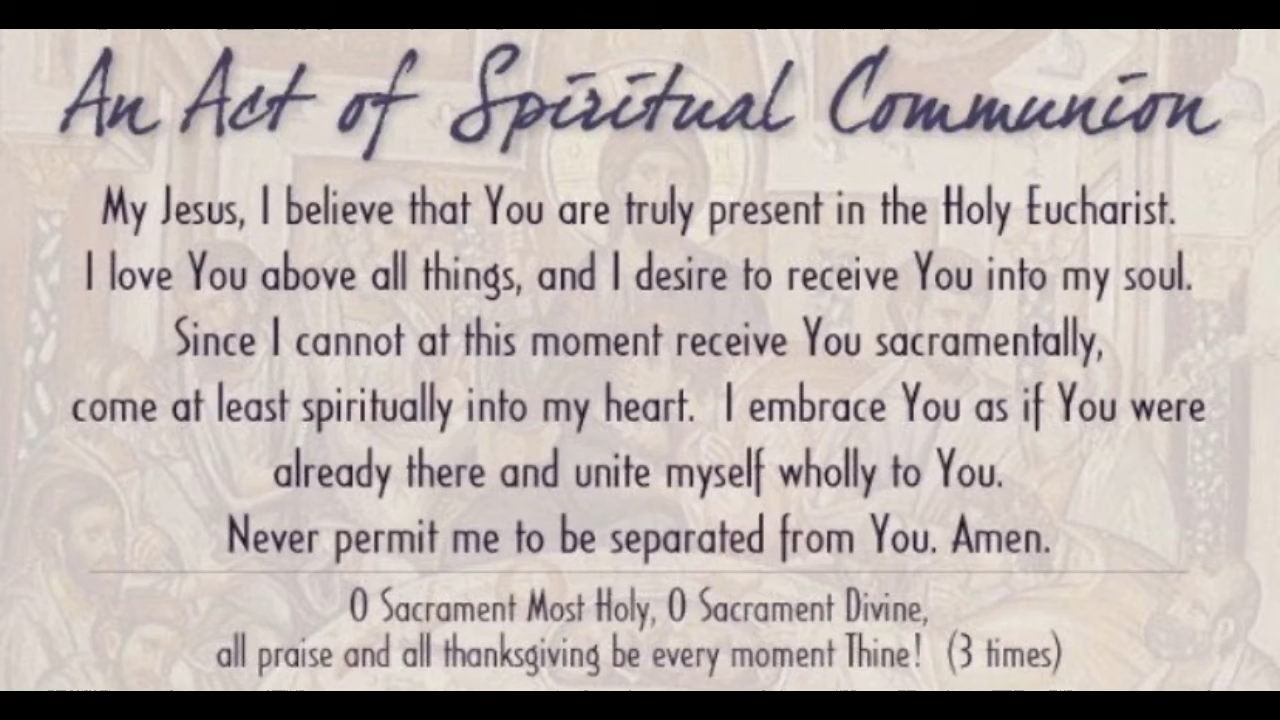 An Act of Spiritual Communion
My Jesus, I believe that You are truly present in the Holy Eucharist.
I love You above all things, and I desire to receive You into my soul.
Since I cannot at this moment receive You sacramentally,
come at least spiritually into my heart. I embrace You as if You were
already there and unite myself wholly to You.
Never permit me to be separated from You. Amen.
O Sacrament Most Holy, O Sacrament Divine,
all praise and all thanksgiving be every moment Thine! (3 times)